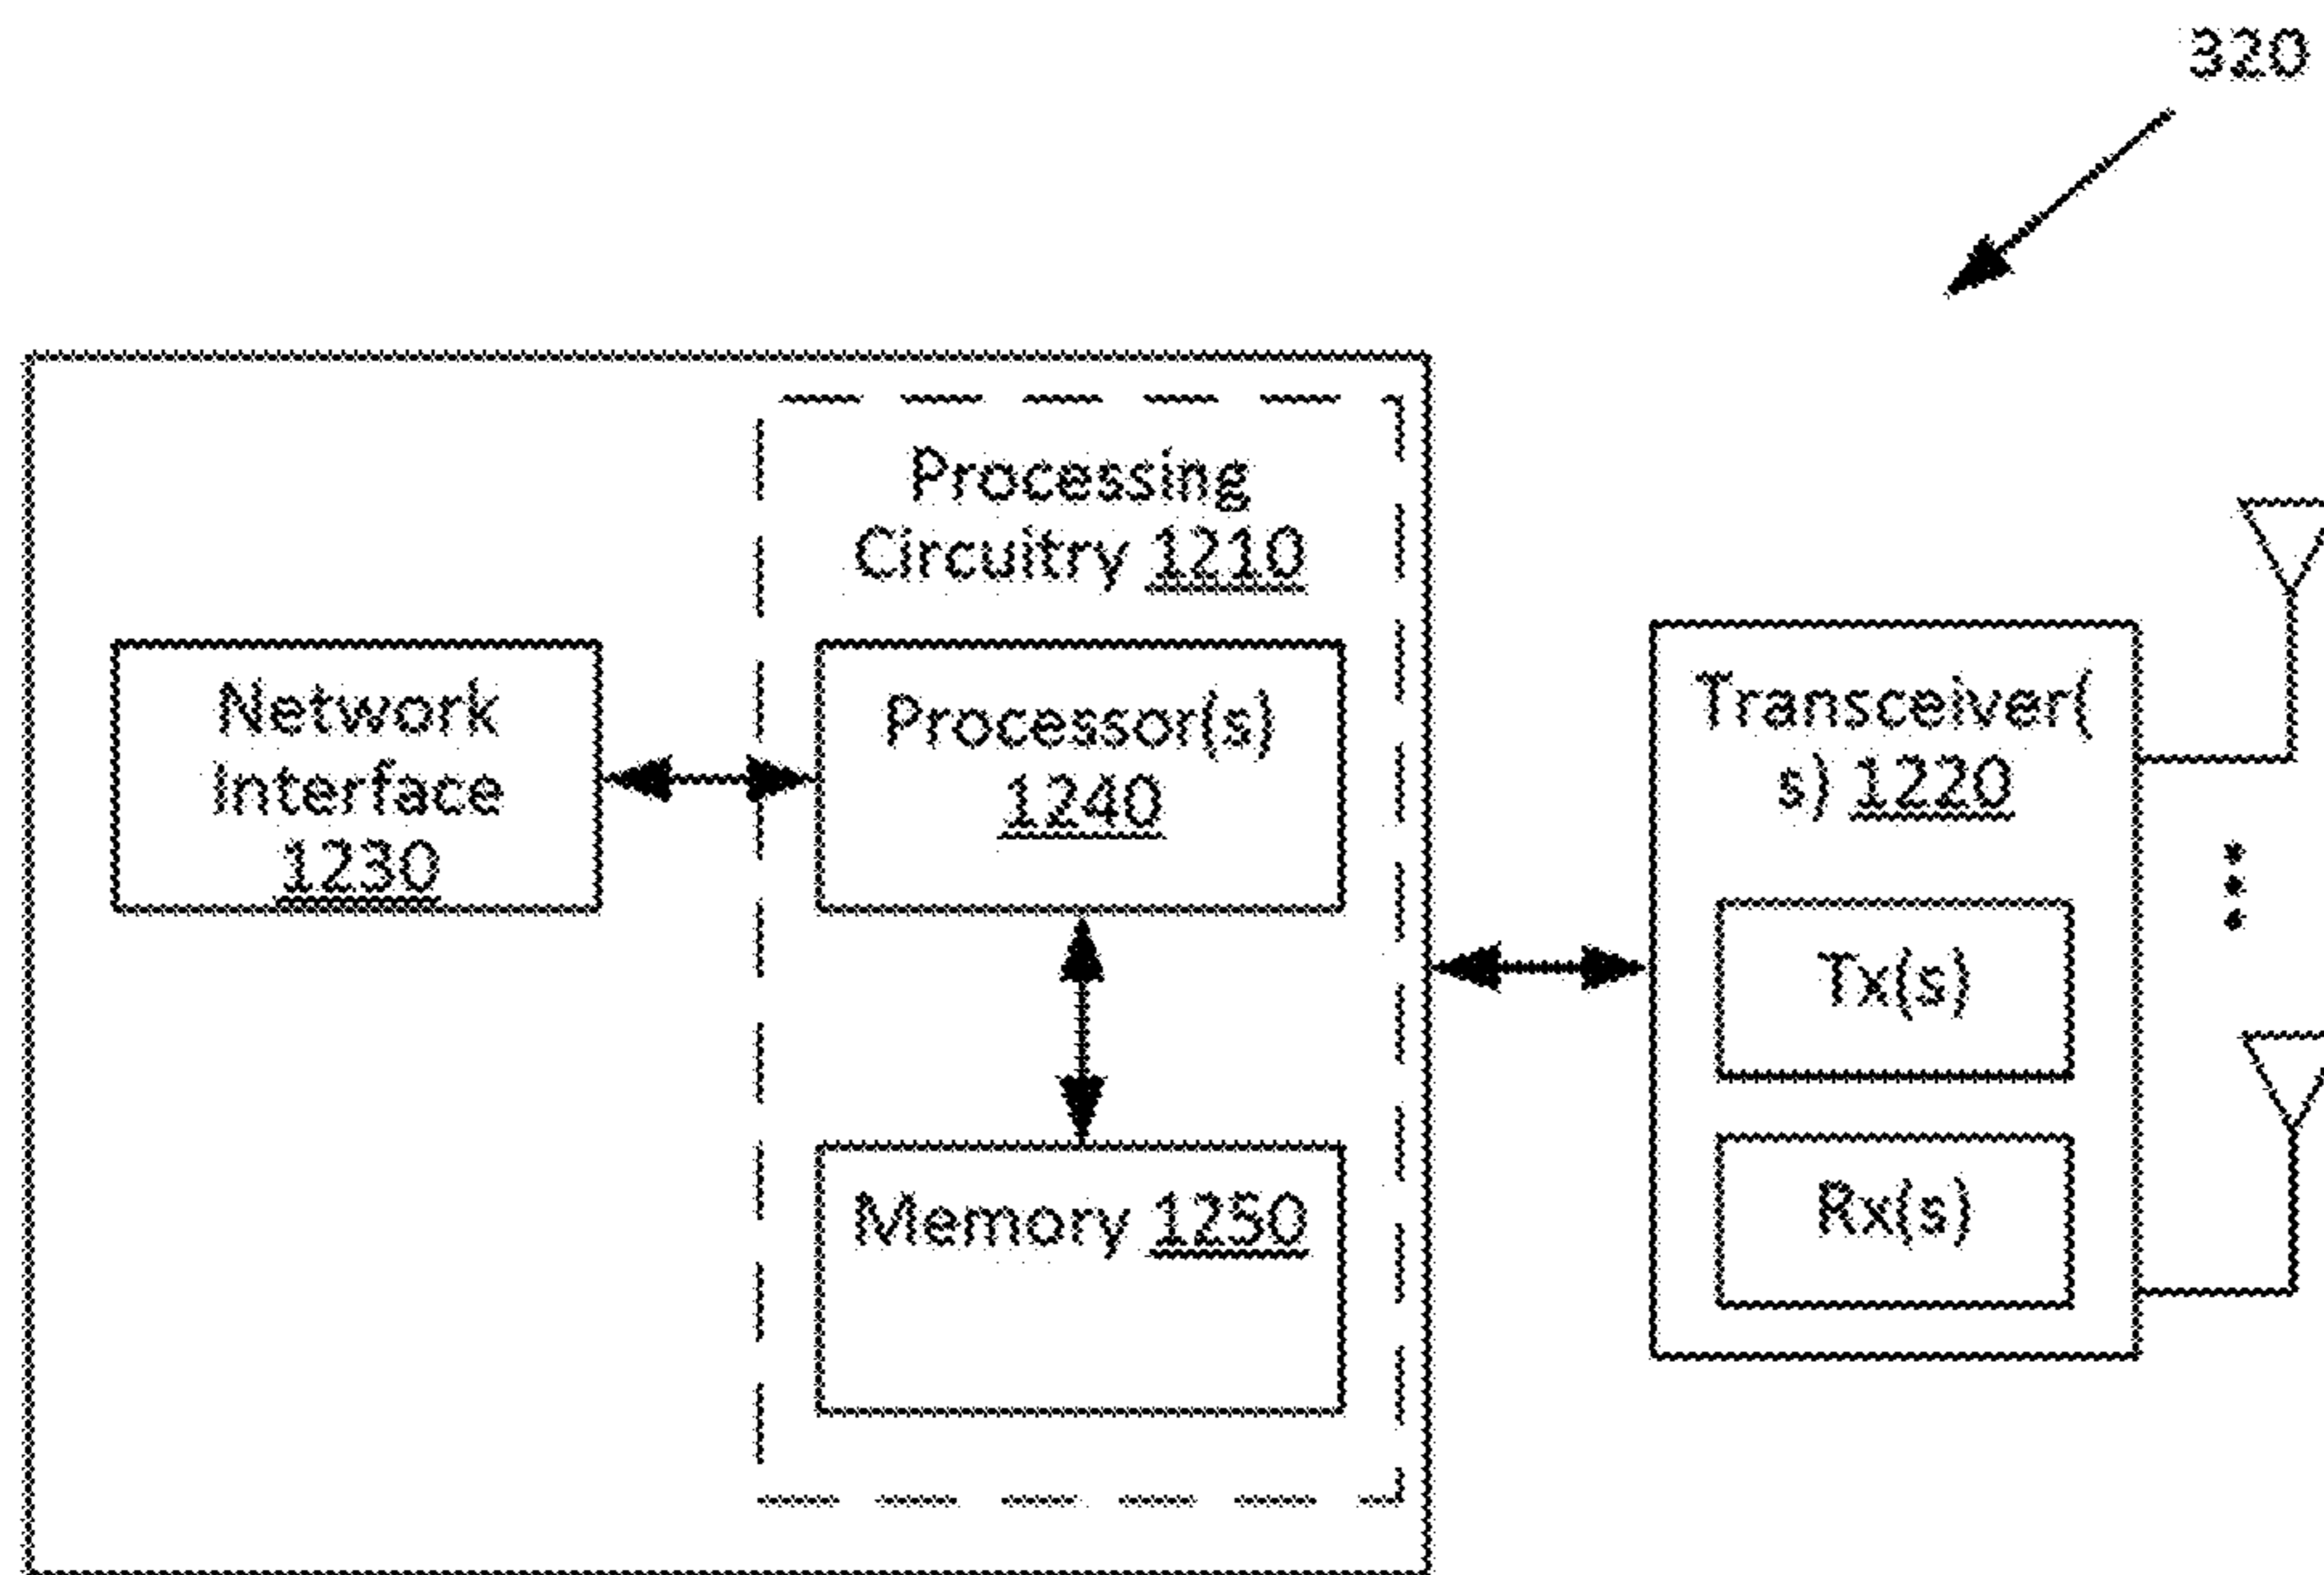 320
Processing
Circuitry 1210
Network
Interface
1230
Processor(s)
1240
Memory 1250
Transceiver(
s) 1220
Tx(s)
Rx(s)